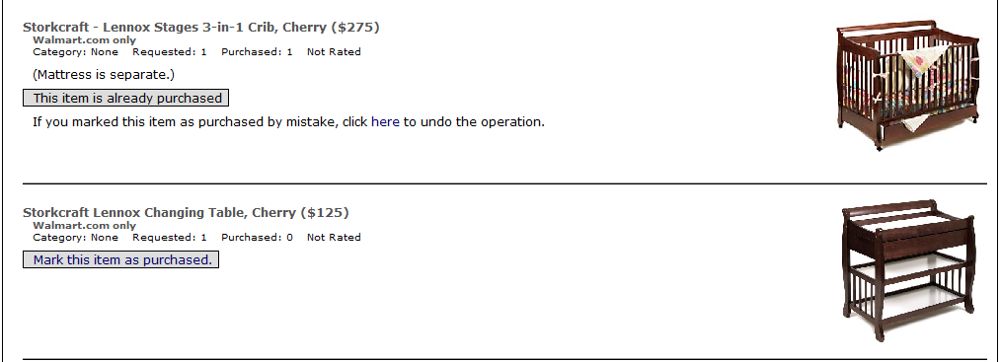 Storkcraft - Lennox Stages 3-in-1 Crib, Cherry ($275)
Walmart.com only
Category: None Requested: 1 Purchased: 1 Not Rated
(Mattress is separate.)
This item is already purchased
If you marked this item as purchased by mistake, click here to undo the operation.
Storkcraft Lennox Changing Table, Cherry ($125)
Walmart.com only
Category: None Requested: 1 Purchased: 0 Not Rated
Mark this item as purchased.